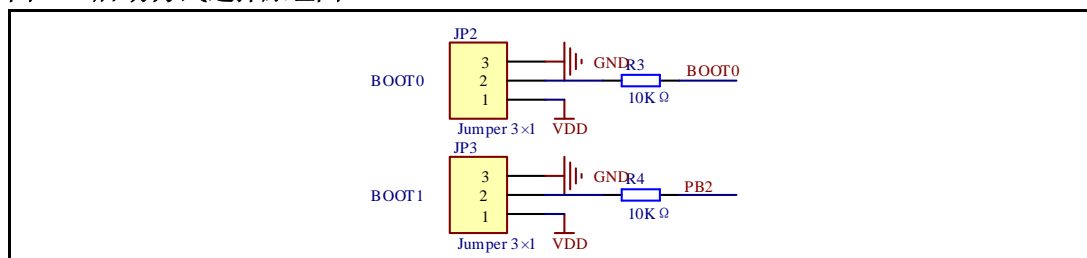 JP2
3
GND
R3
BOOT0
BOOT0
2
1
10K Ω
Jumper 3×1
VDD
JP3
3
GND
R4
PB2
BOOT1
2
1
10K Ω
Jumper 3×1
VDD